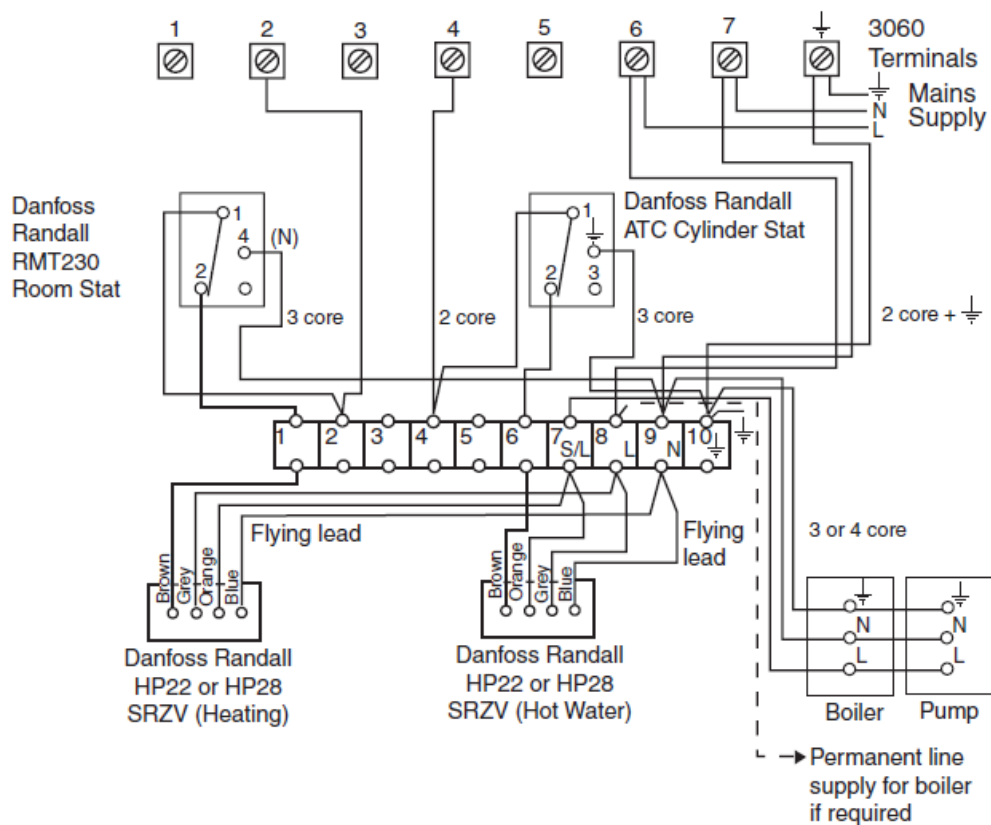 1 2 3 4 5 6 7
3060
Terminals
Mains
Supply
N
L
Danfoss
Randall
RMT230
Room Stat
1
4 (N)
2
3 core
2 core
Danfoss Randall
ATC Cylinder Stat
1
2 3
3 core
2 core +
1 2 3 4 5 6 7 8 9 10
S/L L N
Flying lead
Brown
Grey
Orange
Blue
Danfoss Randall
HP22 or HP28
SRZV (Heating)
Flying
lead
Brown
Orange
Grey
Blue
Danfoss Randall
HP22 or HP28
SRZV (Hot Water)
3 or 4 core
N N
L L
Boiler Pump
Permanent line
supply for boiler
if required